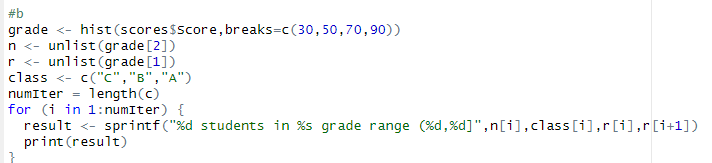 #b
grade <- hist(scores$Score,breaks=c(30,50,70,90))
n <- unlist(grade[2])
r <- unlist(grade[1])
class <- c("C","B","A")
numIter = length(c)
for (i in 1:numIter) {
  result <- sprintf("%d students in %s grade range (%d,%d]",n[i],class[i],r[i],r[i+1])
  print(result)
}